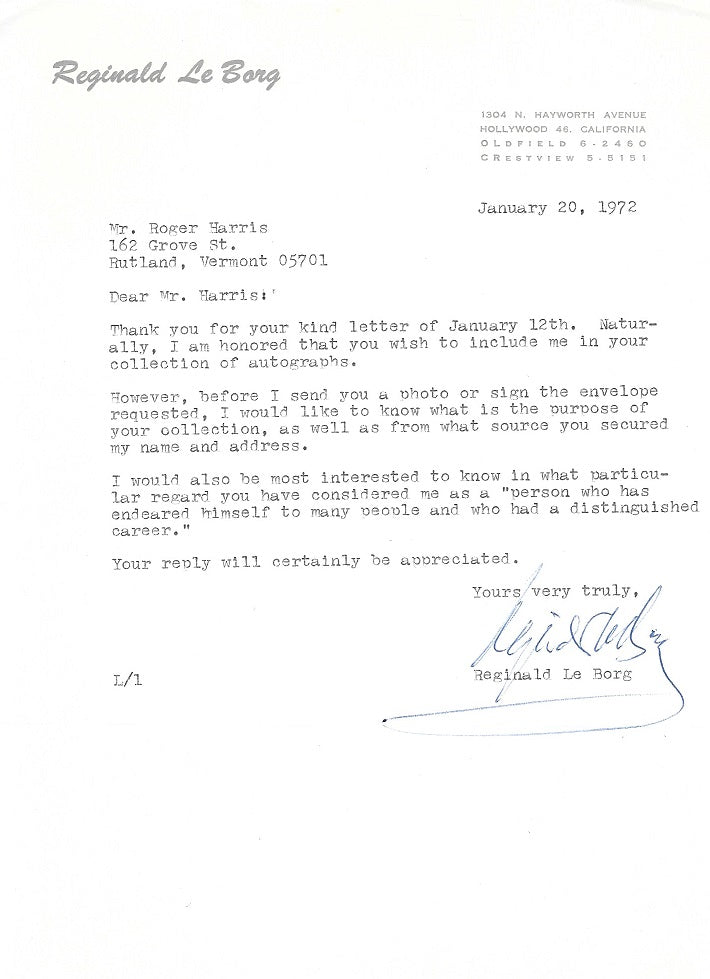 Reginald Le Borg
1304 N. HAYWORTH AVENUE
HOLLYWOOD 46, CALIFORNIA
OLDFIELD 6-2460
CRESTVIEW 5-5151
January 20, 1972
Mr. Roger Harris
162 Grove St.
Rutland, Vermont 05701
Dear Mr. Harris:'
Thank you for your kind letter of January 12th. Natur-
ally, I am honored that you wish to include me in your
collection of autographs.
However, before I send you a photo or sign the envelope
requested, I would like to know what is the purpose of
your collection, as well as from what source you secured
my name and address.
I would also be most interested to know in what particu-
lar regard you have considered me as a "person who has
endeared himself to many people and who had a distinguished
career."
Your reply will certainly be appreciated.
Yours very truly,
Reginald Le Borg
Reginald Le Borg
L/1